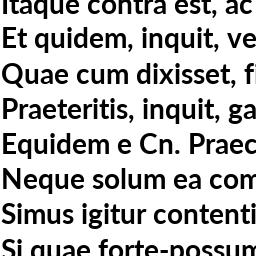 Itaque contra est, ac
Et quidem, inquit, ve
Quae cum dixisset, fi
Praeteritis, inquit, ga
Equidem e Cn. Praec
Neque solum ea com
Simus igitur contenti
Si quae forte-possum